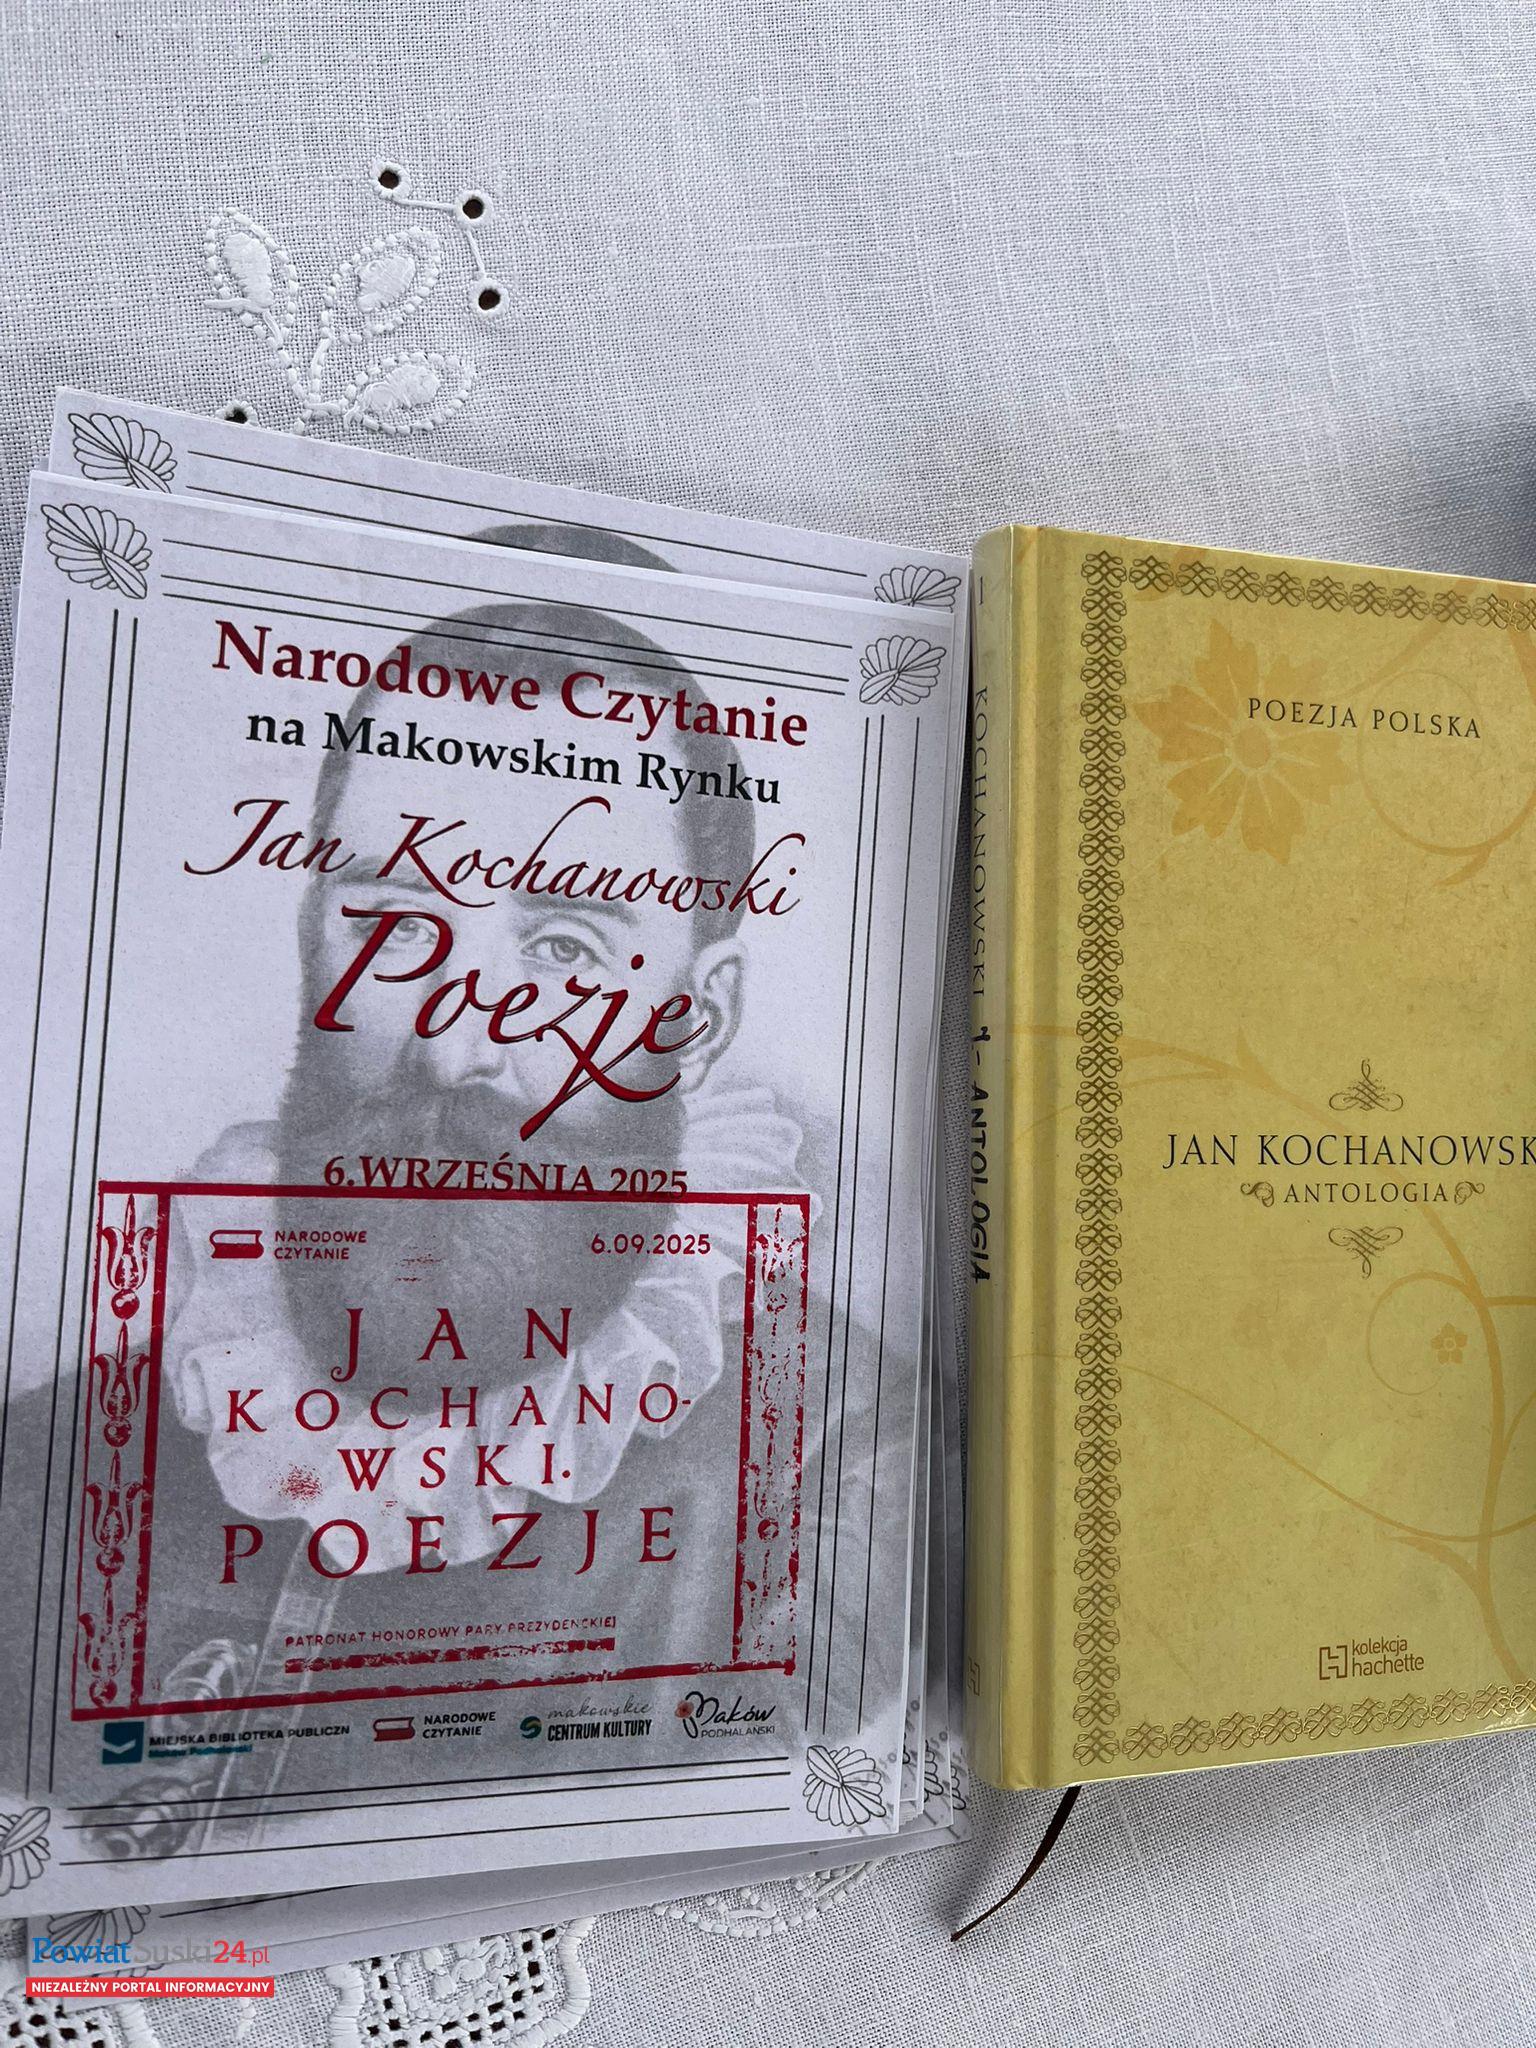 Narodowe Czytanie
na Makowskim Rynku
Jan Kochanowski
Poezje
6.WRZEŚNIA 2025
NARODOWE
CZYTANIE
6.09.2025
JAN
KOCHANO-
WSKI.
POEZJE
PATRONAT HONOROWY PARY PREZYDENCKIEJ
MIEJSKA BIBLIOTEKA PUBLICZN
Maków Podhalański
NARODOWE
CZYTANIE
makowskie
CENTRUM KULTURY
Maków
PODHALAŃSKI
KOCHANOWSKI 1 - ANTOLOGIA
POEZJA POLSKA
JAN KOCHANOWSK
ANTOLOGIA
kolekcja
hachette
PowiatSuski24.pl
NIEZALEŻNY PORTAL INFORMACYJNY